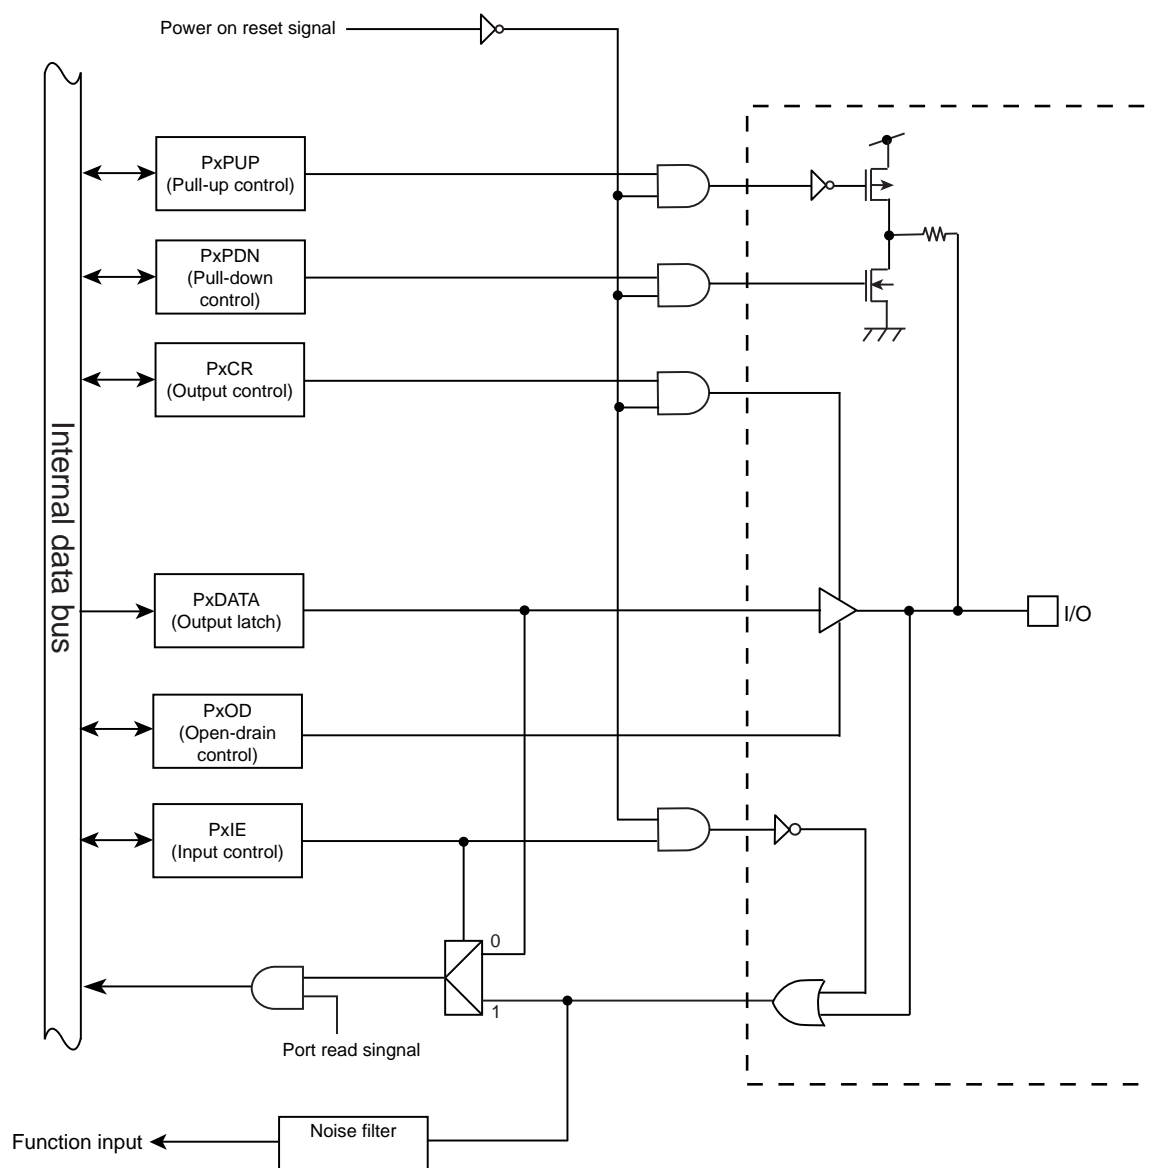 Power on reset signal
PxPUP
(Pull-up control)
PxPDN
(Pull-down
control)
PxCR
(Output control)
Internal data bus
PxDATA
(Output latch)
I/O
PxOD
(Open-drain
control)
PxIE
(Input control)
0
1
Port read singnal
Noise filter
Function input